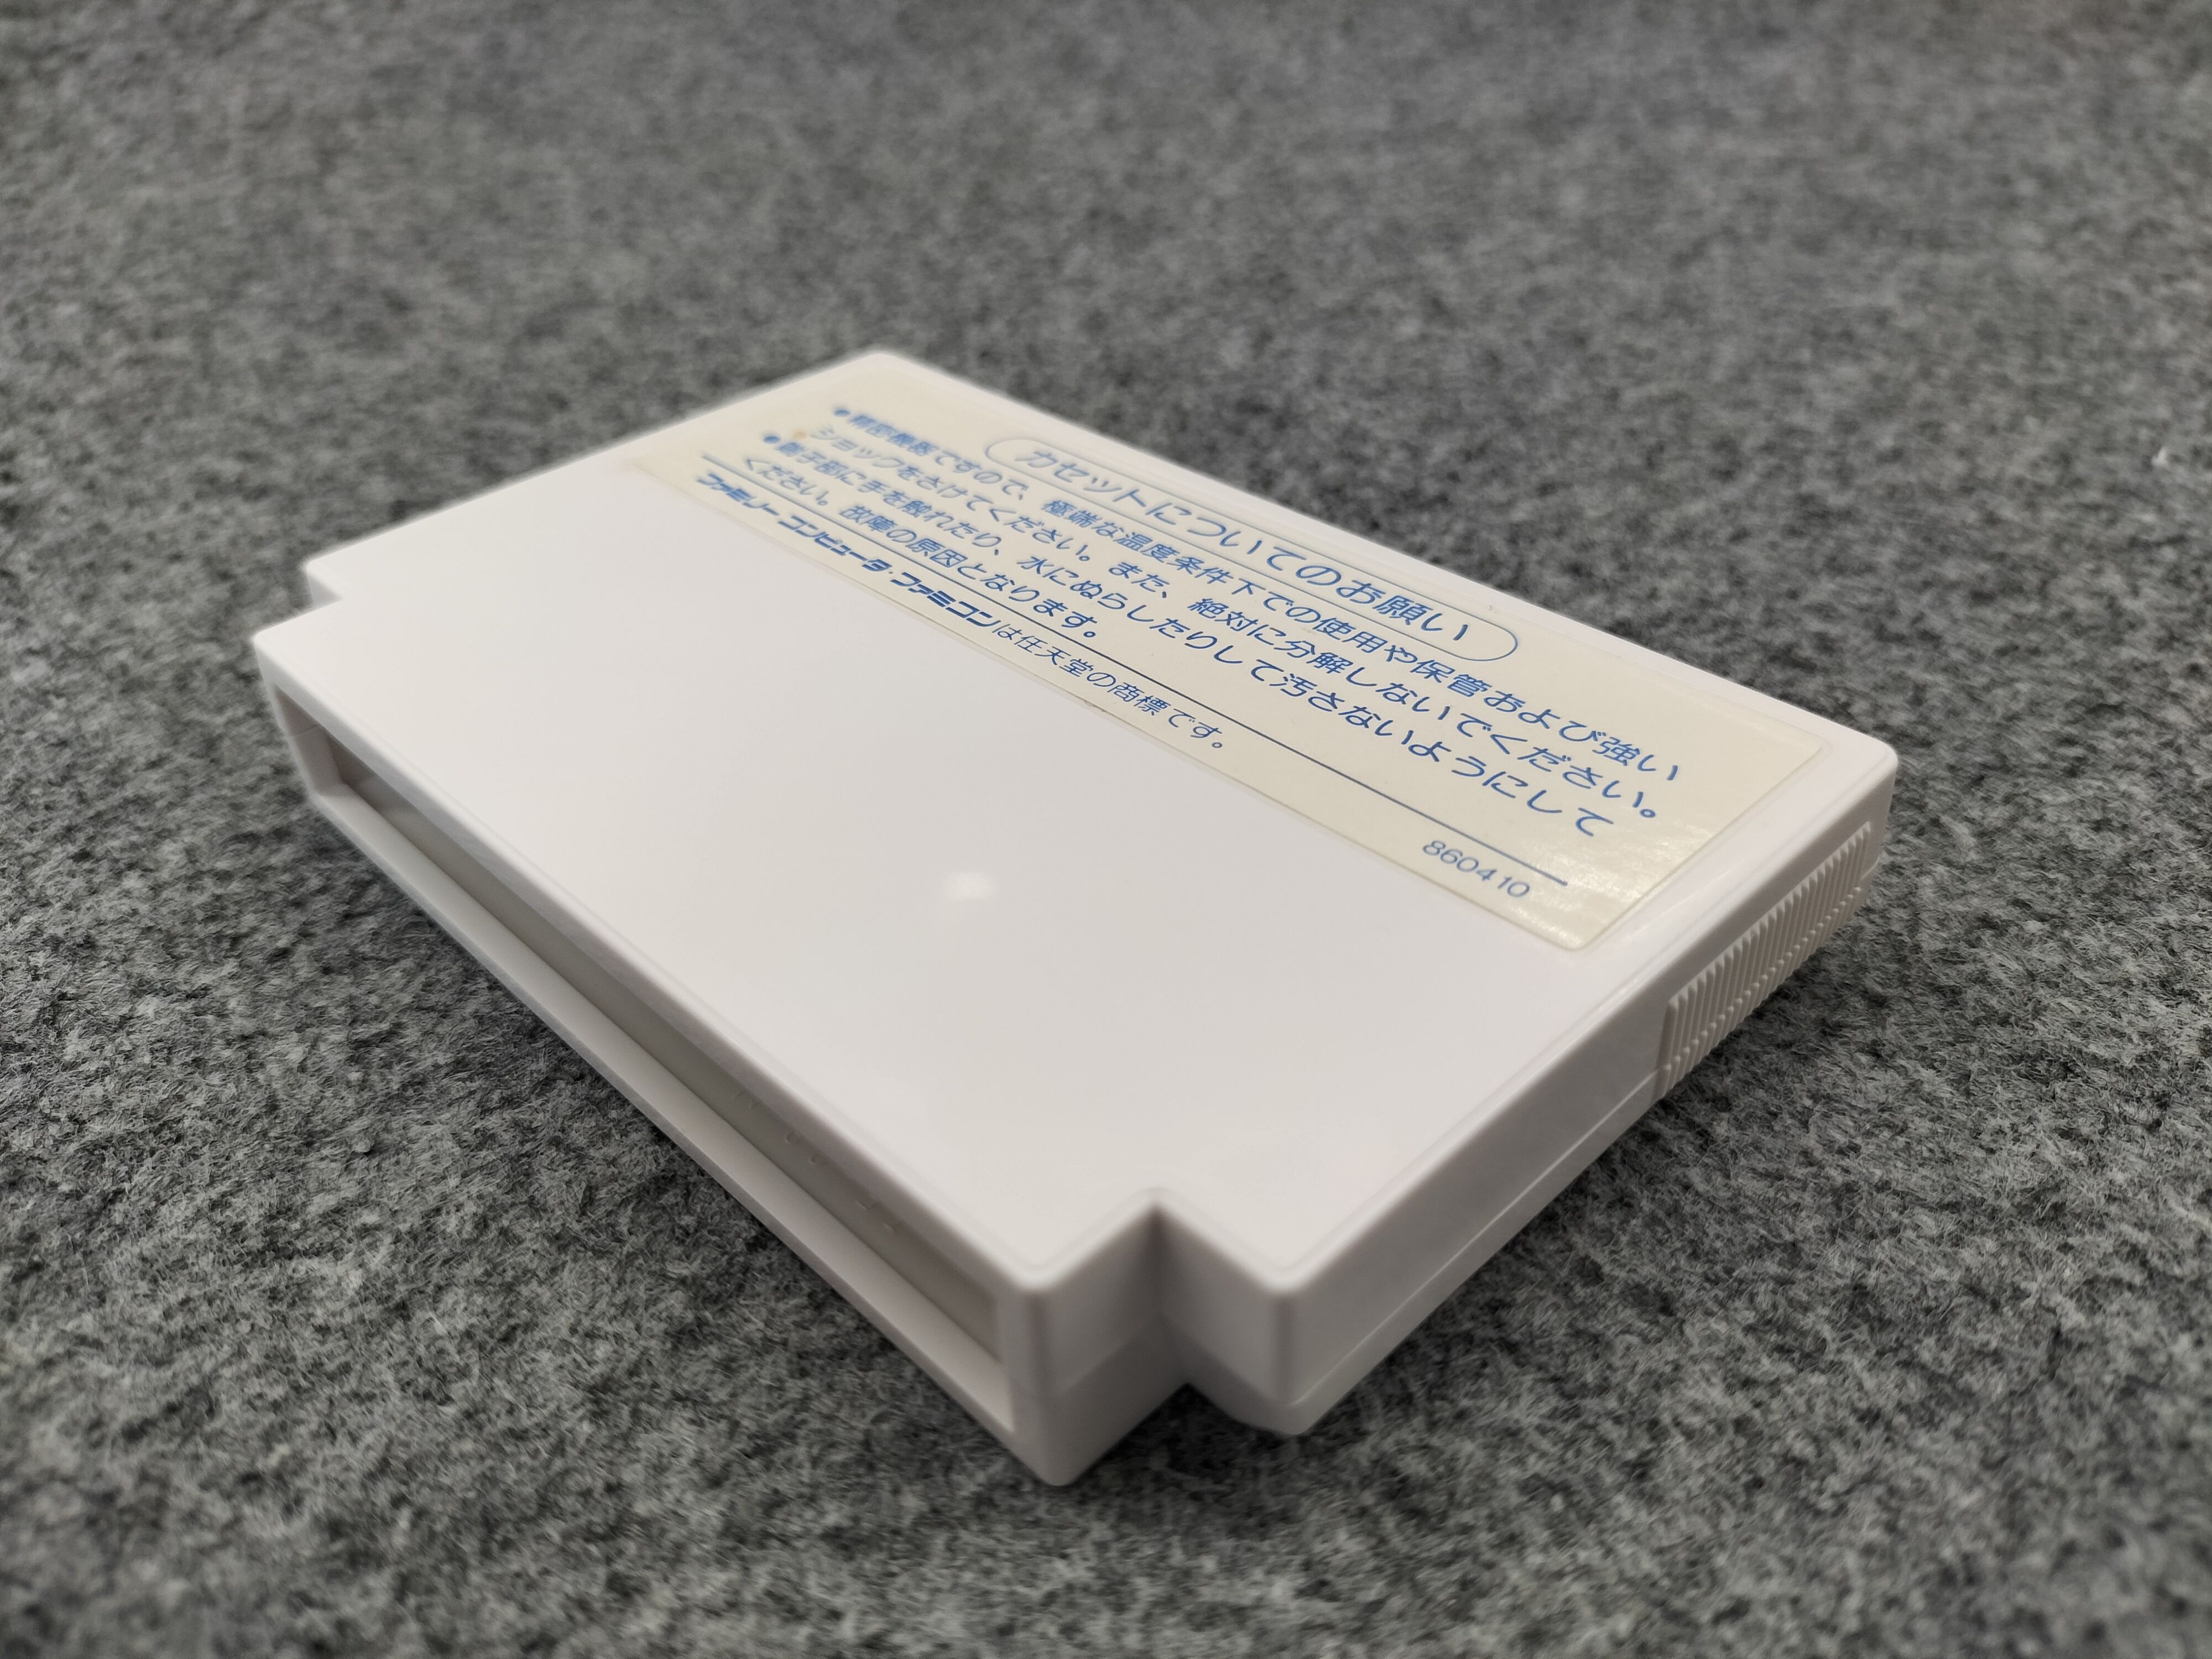 カセットについてのお願い
●精密機器ですので、極端な温度条件下での使用や保管および強い
ショックをさけてください。また、絶対に分解しないでください。
●端子部に手を触れたり、水にぬらしたりして汚さないようにして
ください。故障の原因となります。
ファミリー コンピュータ・ファミコンは任天堂の商標です。
860410